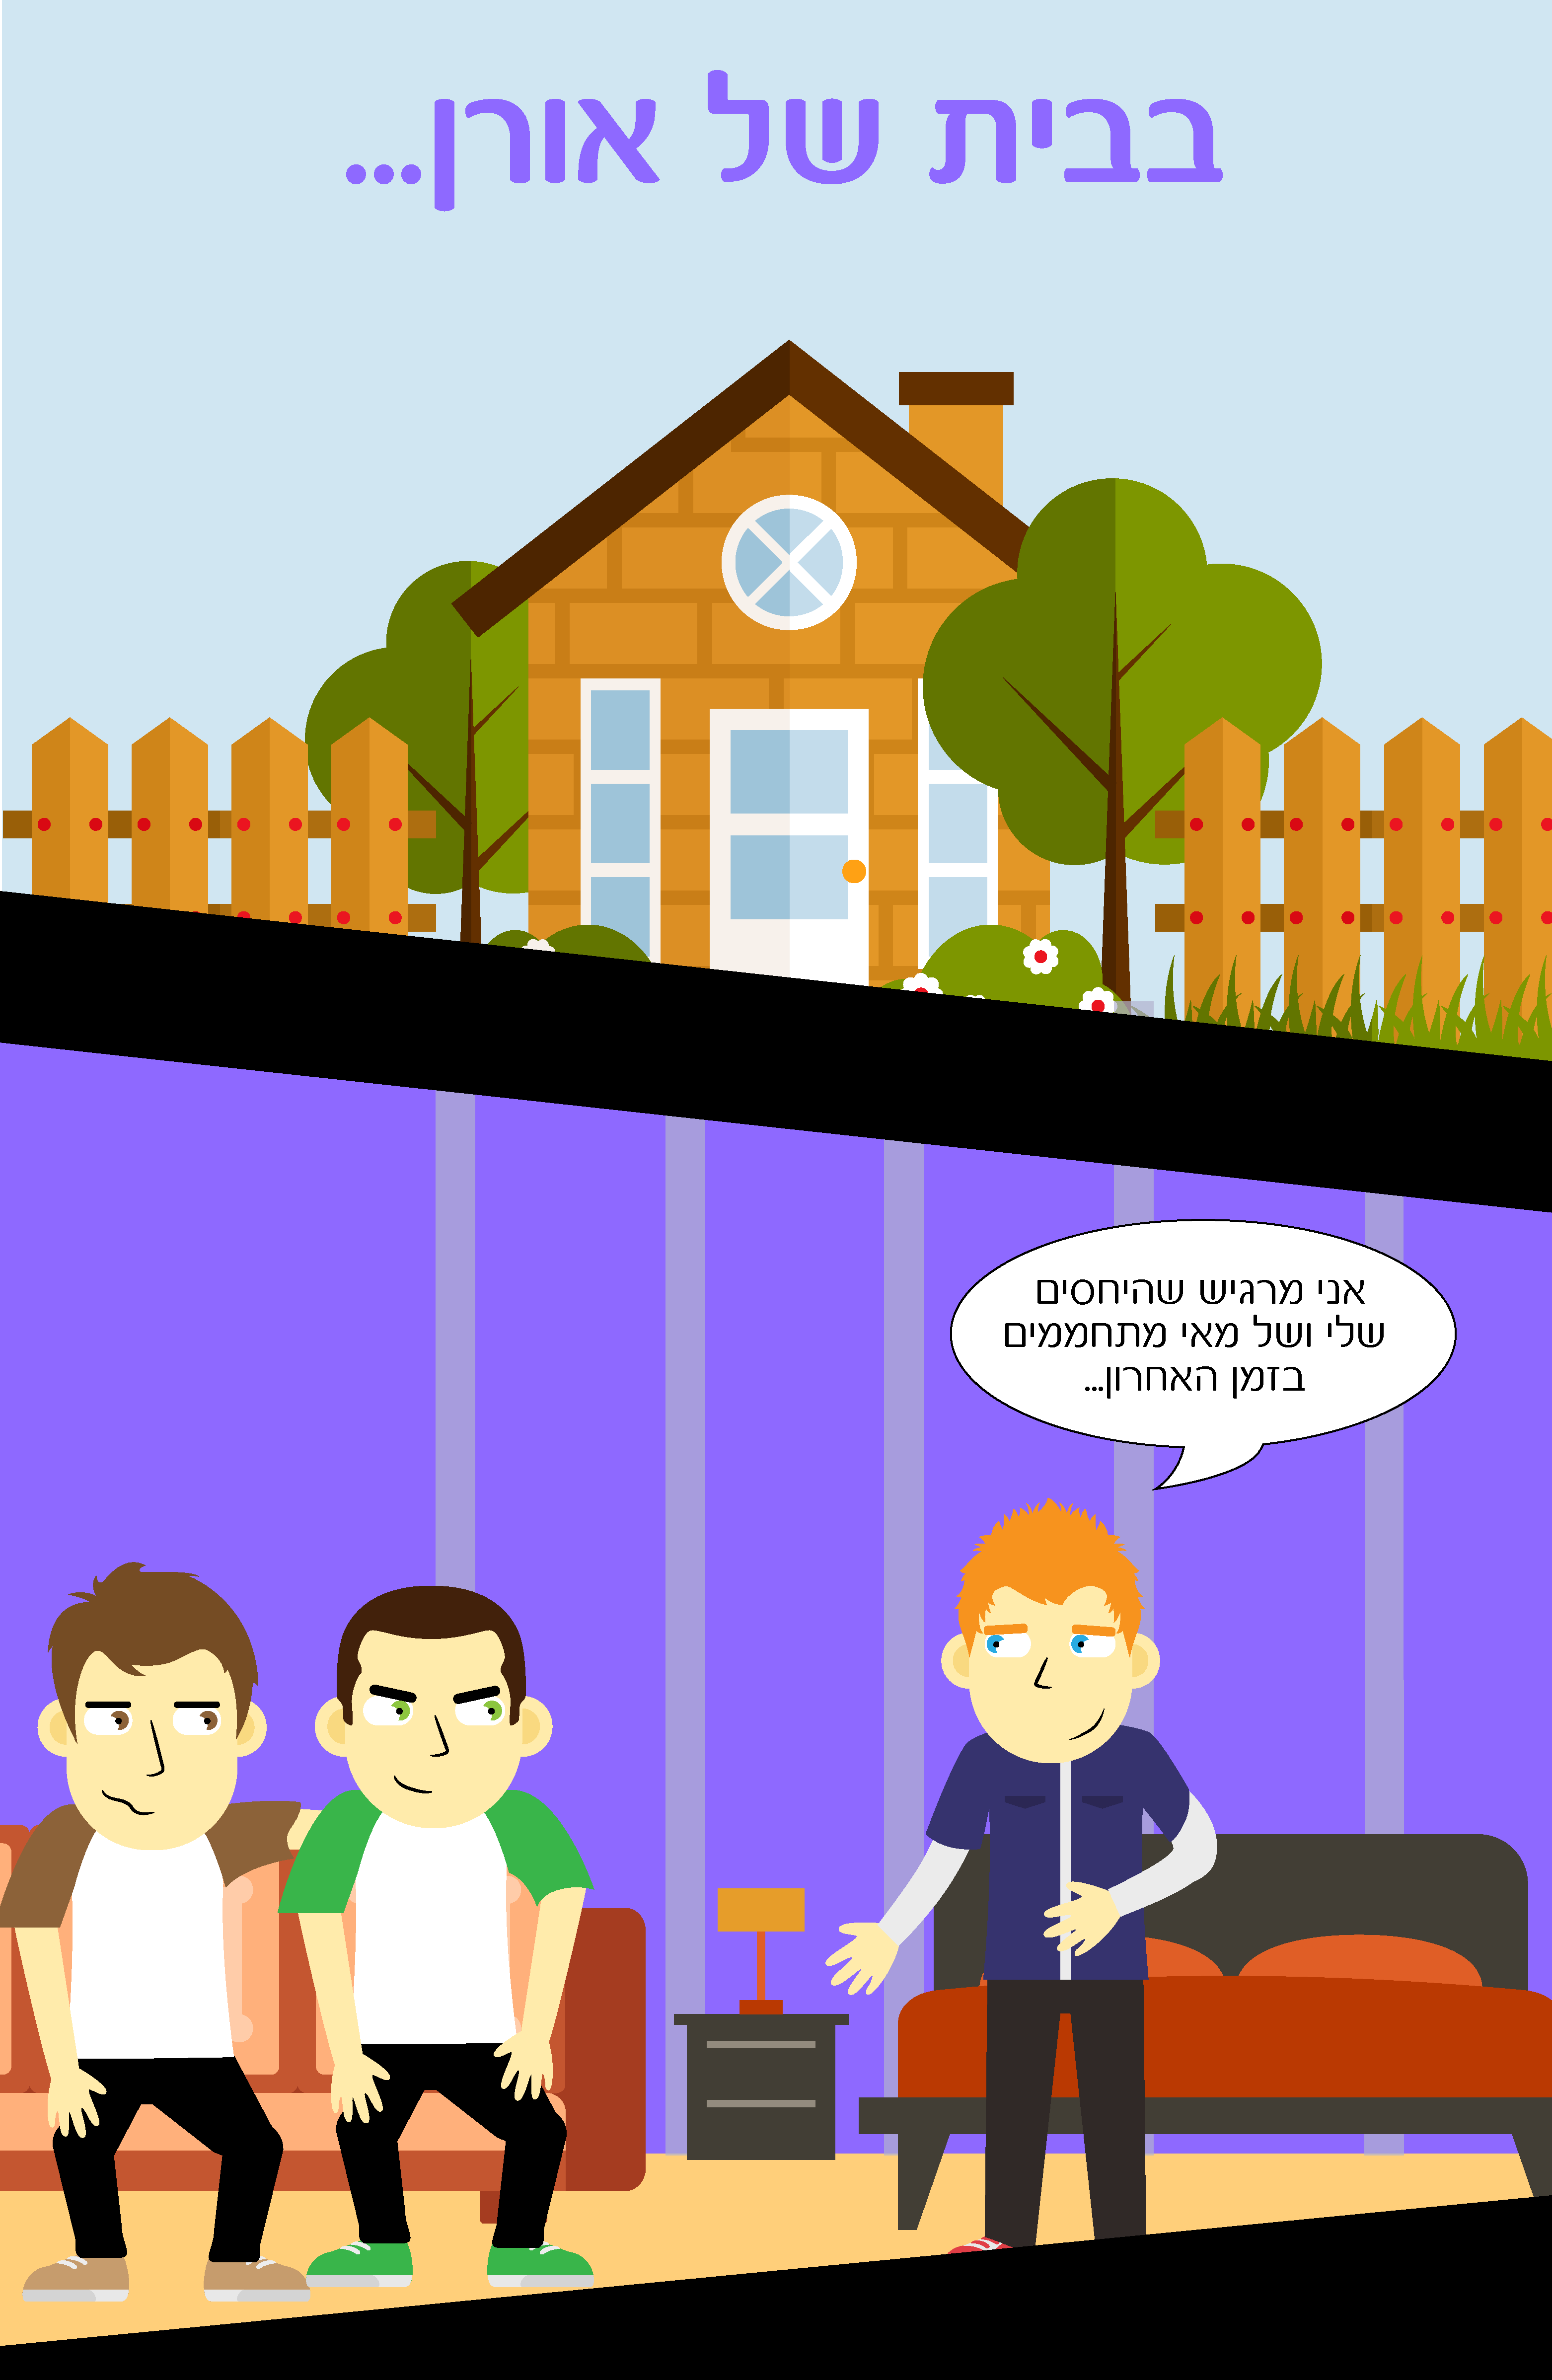 בבית של אורן...
אני מרגיש שהיחסים
שלי ושל מאי מתחממים
בזמן האחרון...